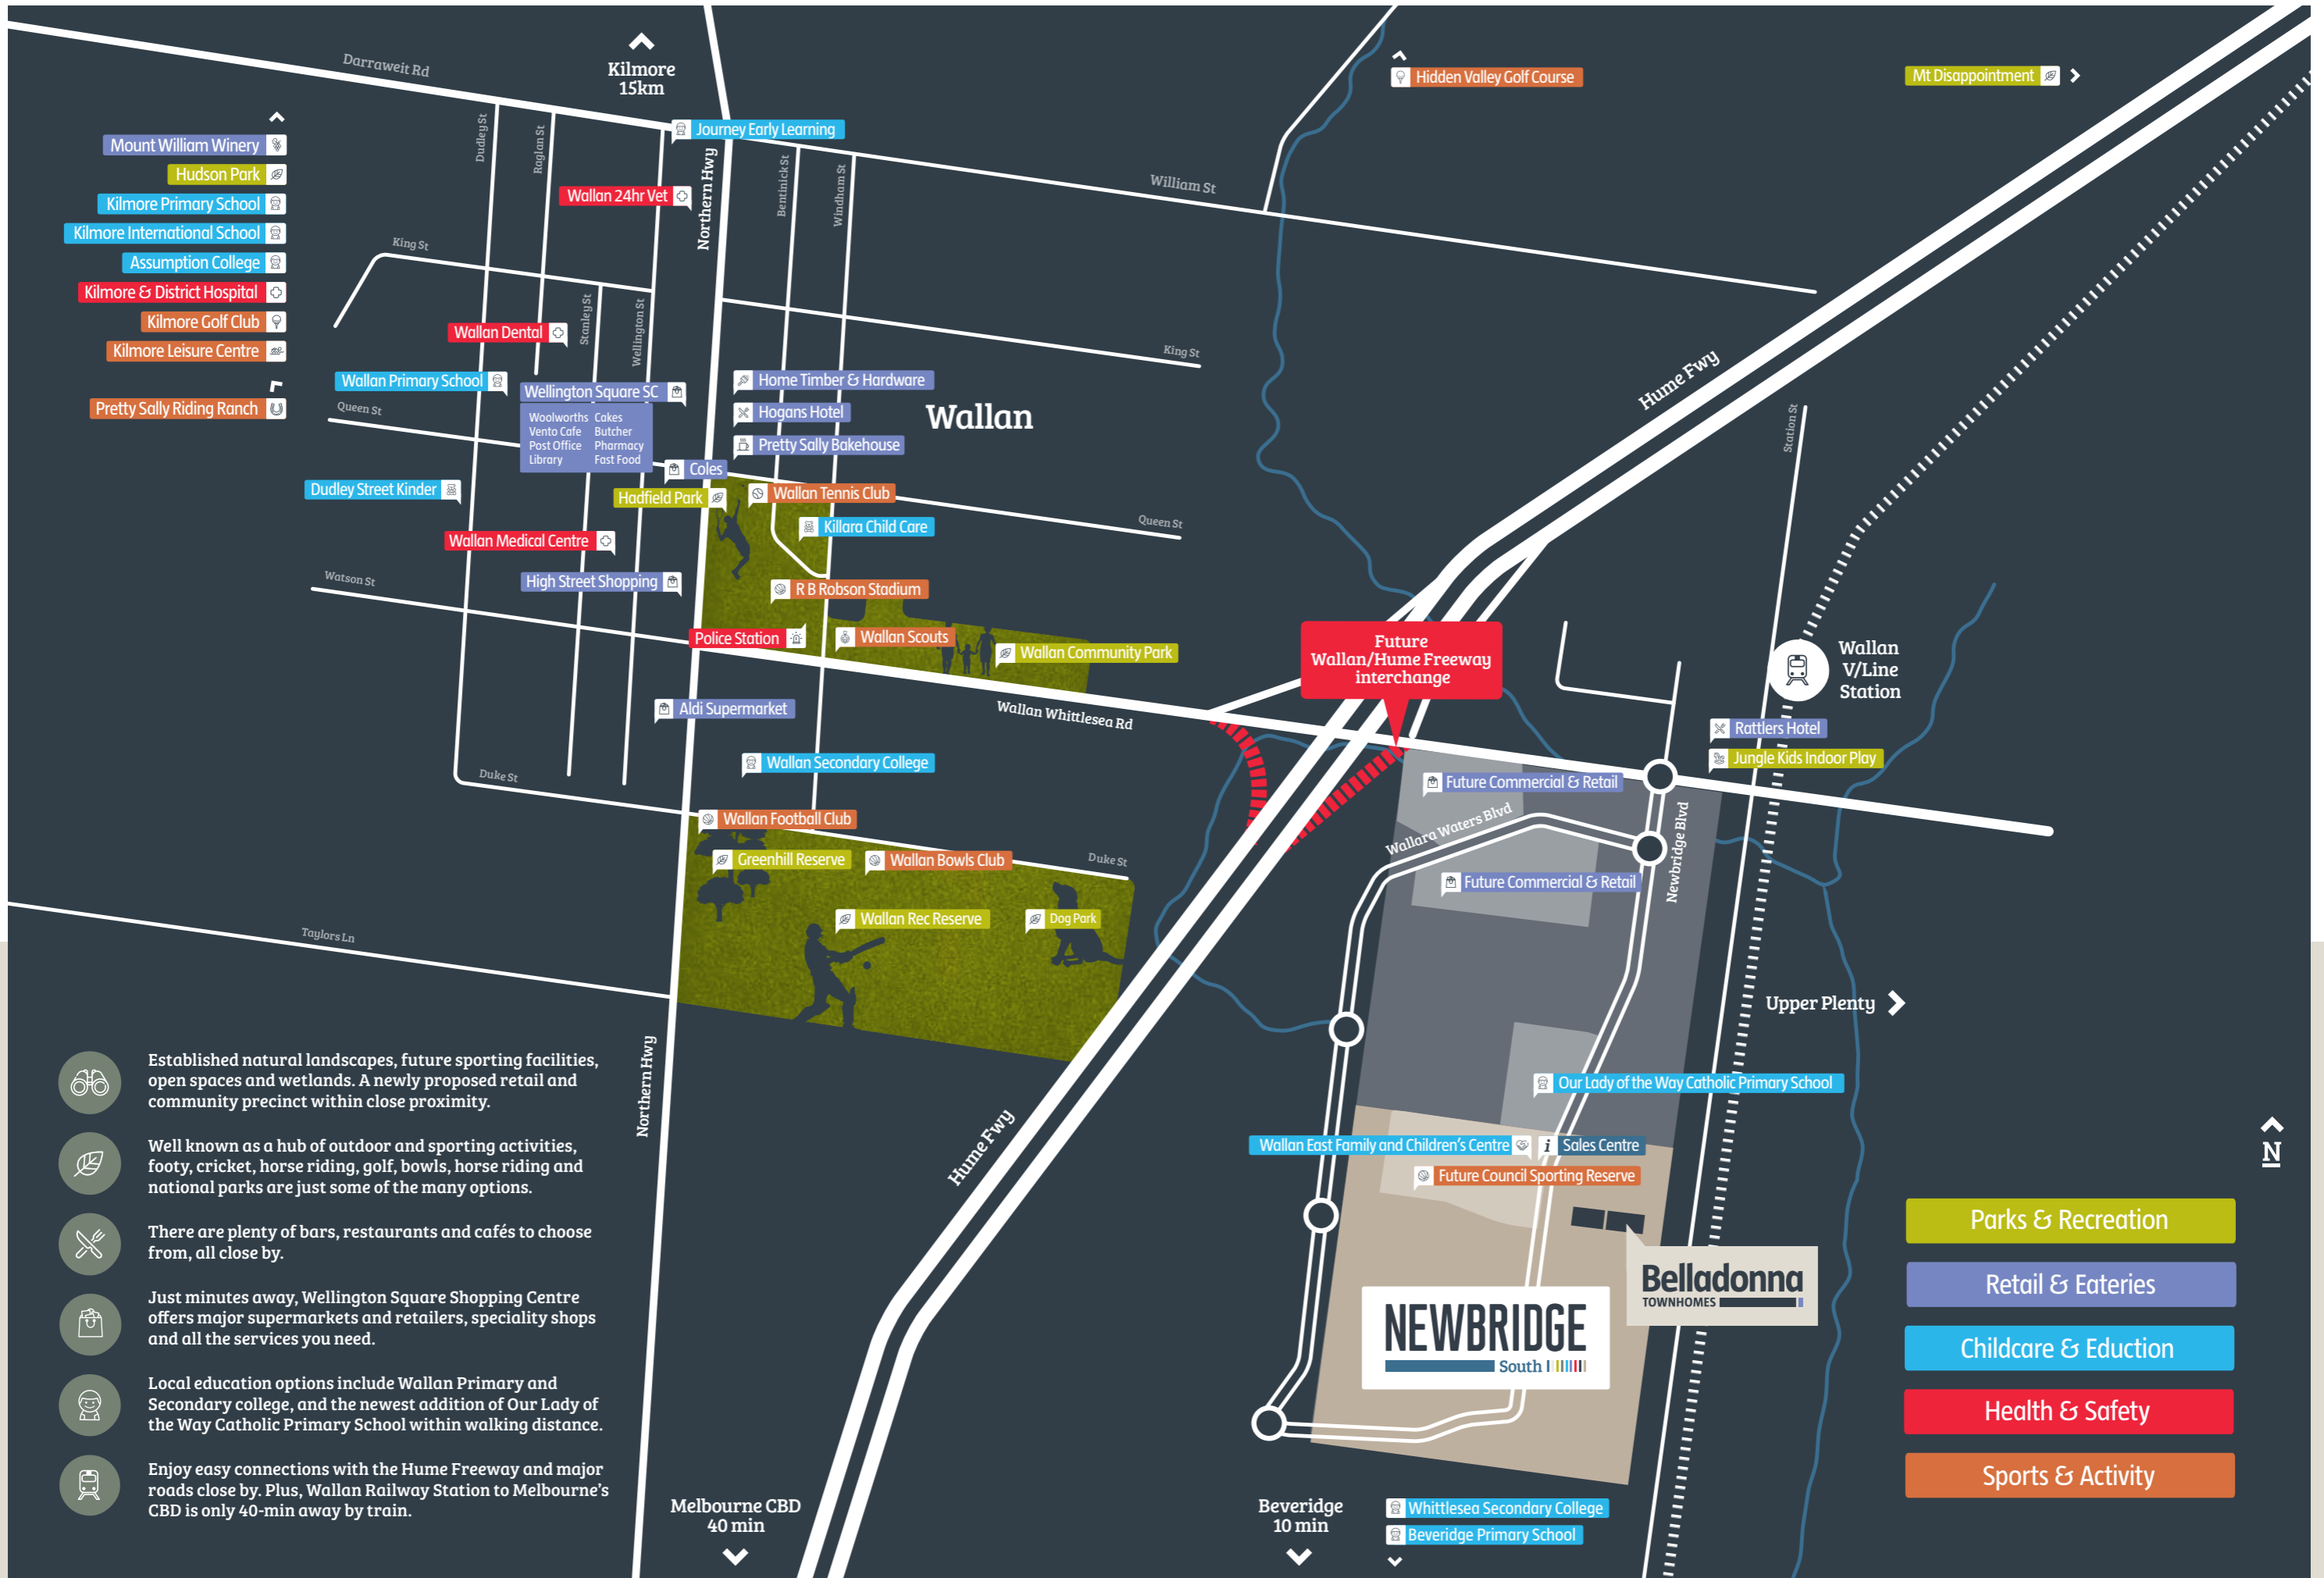 Darraweit Rd
Kilmore
15km
Hidden Valley Golf Course
Mt Disappointment
Mount William Winery
Hudson Park
Kilmore Primary School
Kilmore International School
Assumption College
Kilmore & District Hospital
Kilmore Golf Club
Kilmore Leisure Centre
Pretty Sally Riding Ranch
Dudley St
Raglan St
Journey Early Learning
Wallan 24hr Vet
Northern Hwy
Bentinick St
Windham St
William St
King St
Stanley St
Wellington St
Wallan Dental
King St
Hume Fwy
Station St
Wallan Primary School
Queen St
Wellington Square SC
Woolworths Cakes
Vento Cafe Butcher
Post Office Pharmacy
Library Fast Food
Home Timber & Hardware
Hogans Hotel
Pretty Sally Bakehouse
Wallan
Coles
Dudley Street Kinder
Hadfield Park
Wallan Tennis Club
Killara Child Care
Queen St
Wallan Medical Centre
Watson St
High Street Shopping
R B Robson Stadium
Police Station
Wallan Scouts
Wallan Community Park
Future
Wallan/Hume Freeway
interchange
Wallan
V/Line
Station
Aldi Supermarket
Wallan Whittlesea Rd
Rattlers Hotel
Jungle Kids Indoor Play
Wallan Secondary College
Duke St
Future Commercial & Retail
Wallara Waters Blvd
Newbridge Blvd
Wallan Football Club
Greenhill Reserve
Wallan Bowls Club
Duke St
Future Commercial & Retail
Wallan Rec Reserve
Dog Park
Taylors Ln
Upper Plenty
Northern Hwy
Hume Fwy
Our Lady of the Way Catholic Primary School
Wallan East Family and Children's Centre
i Sales Centre
Future Council Sporting Reserve
N
Established natural landscapes, future sporting facilities,
open spaces and wetlands. A newly proposed retail and
community precinct within close proximity.
Well known as a hub of outdoor and sporting activities,
footy, cricket, horse riding, golf, bowls, horse riding and
national parks are just some of the many options.
There are plenty of bars, restaurants and cafés to choose
from, all close by.
Just minutes away, Wellington Square Shopping Centre
offers major supermarkets and retailers, speciality shops
and all the services you need.
Local education options include Wallan Primary and
Secondary college, and the newest addition of Our Lady of
the Way Catholic Primary School within walking distance.
Enjoy easy connections with the Hume Freeway and major
roads close by. Plus, Wallan Railway Station to Melbourne's
CBD is only 40-min away by train.
Belladonna
TOWNHOMES
NEWBRIDGE
South
Melbourne CBD
40 min
Beveridge
10 min
Whittlesea Secondary College
Beveridge Primary School
Parks & Recreation
Retail & Eateries
Childcare & Eduction
Health & Safety
Sports & Activity